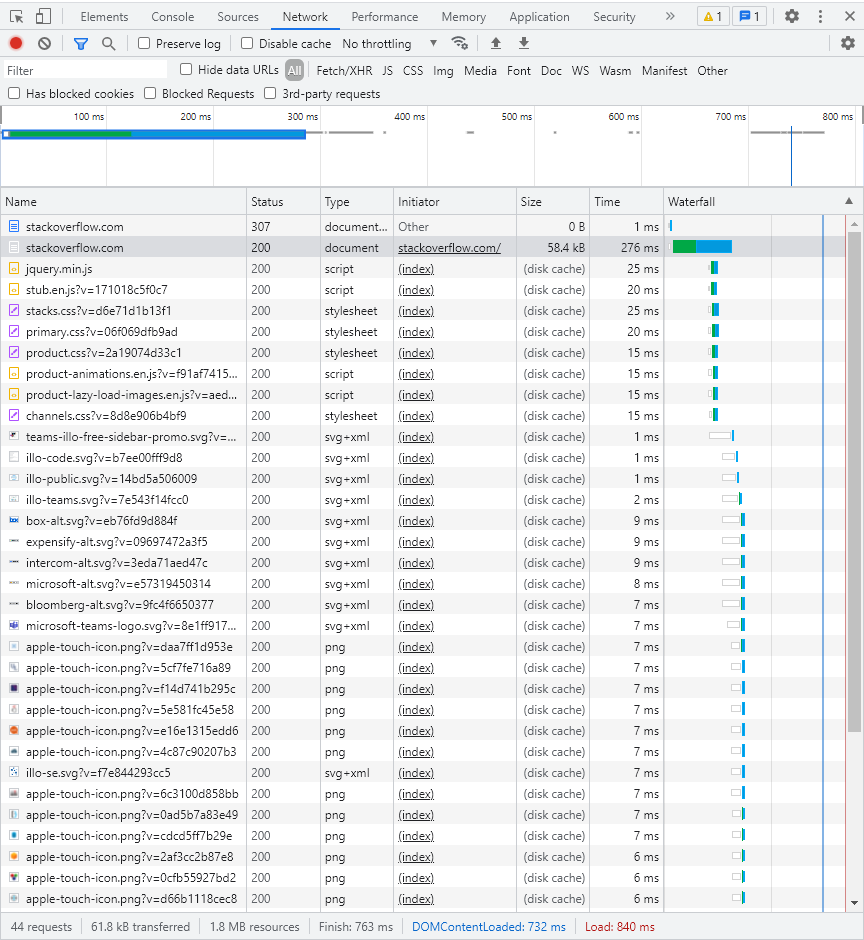 Elements Console Sources Network Performance Memory Application Security 1 1
Preserve log Disable cache No throttling
Filter Hide data URLs All Fetch/XHR JS CSS Img Media Font Doc WS Wasm Manifest Other
Has blocked cookies Blocked Requests 3rd-party requests
100 ms 200 ms 300 ms 400 ms 500 ms 600 ms 700 ms 800 ms
Name Status Type Initiator Size Time Waterfall
stackoverflow.com 307 document... Other 0 B 1 ms
stackoverflow.com 200 document stackoverflow.com/ 58.4 kB 276 ms
jquery.min.js 200 script (index) (disk cache) 25 ms
stub.en.js?v=171018c5f0c7 200 script (index) (disk cache) 20 ms
stacks.css?v=d6e71d1b13f1 200 stylesheet (index) (disk cache) 25 ms
primary.css?v=06f069dfb9ad 200 stylesheet (index) (disk cache) 20 ms
product.css?v=2a19074d33c1 200 stylesheet (index) (disk cache) 15 ms
product-animations.en.js?v=f91af7415... 200 script (index) (disk cache) 15 ms
product-lazy-load-images.en.js?v=aed... 200 script (index) (disk cache) 15 ms
channels.css?v=8d8e906b4bf9 200 stylesheet (index) (disk cache) 15 ms
teams-illo-free-sidebar-promo.svg?v=... 200 svg+xml (index) (disk cache) 1 ms
illo-code.svg?v=b7ee00fff9d8 200 svg+xml (index) (disk cache) 1 ms
illo-public.svg?v=14bd5a506009 200 svg+xml (index) (disk cache) 1 ms
illo-teams.svg?v=7e543f14fcc0 200 svg+xml (index) (disk cache) 2 ms
box-alt.svg?v=eb76fd9d884f 200 svg+xml (index) (disk cache) 9 ms
expensify-alt.svg?v=09697472a3f5 200 svg+xml (index) (disk cache) 9 ms
intercom-alt.svg?v=3eda71aed47c 200 svg+xml (index) (disk cache) 9 ms
microsoft-alt.svg?v=e57319450314 200 svg+xml (index) (disk cache) 8 ms
bloomberg-alt.svg?v=9fc4f6650377 200 svg+xml (index) (disk cache) 7 ms
microsoft-teams-logo.svg?v=8e1ff917... 200 svg+xml (index) (disk cache) 7 ms
apple-touch-icon.png?v=daa7ff1d953e 200 png (index) (disk cache) 7 ms
apple-touch-icon.png?v=5cf7fe716a89 200 png (index) (disk cache) 7 ms
apple-touch-icon.png?v=f14d741b295c 200 png (index) (disk cache) 7 ms
apple-touch-icon.png?v=5e581fc45e58 200 png (index) (disk cache) 7 ms
apple-touch-icon.png?v=e16e1315edd6 200 png (index) (disk cache) 7 ms
apple-touch-icon.png?v=4c87c90207b3 200 png (index) (disk cache) 7 ms
illo-se.svg?v=f7e844293cc5 200 svg+xml (index) (disk cache) 7 ms
apple-touch-icon.png?v=6c3100d858bb 200 png (index) (disk cache) 7 ms
apple-touch-icon.png?v=0ad5b7a83e49 200 png (index) (disk cache) 7 ms
apple-touch-icon.png?v=cdcd5ff7b29e 200 png (index) (disk cache) 7 ms
apple-touch-icon.png?v=2af3cc2b87e8 200 png (index) (disk cache) 6 ms
apple-touch-icon.png?v=0cfb55927bd2 200 png (index) (disk cache) 6 ms
apple-touch-icon.png?v=d66b1118cec8 200 png (index) (disk cache) 6 ms
44 requests 61.8 kB transferred 1.8 MB resources Finish: 763 ms DOMContentLoaded: 732 ms Load: 840 ms